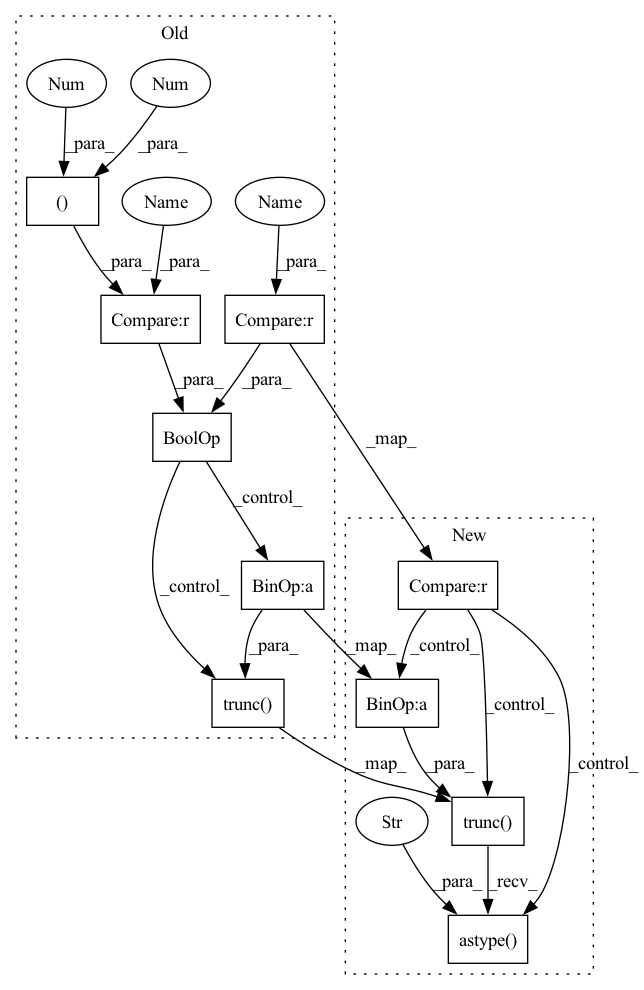 Old
Num
Num
_para_
_para_
()
Name
Name
_para_
_para_
_para_
Compare:r
Compare:r
_para_
_para_
_map_
BoolOp
_control_
New
BinOp:a
Compare:r
_control_
_para_
_map_
_control_
trunc()
BinOp:a
_control_
_map_
_para_
_control_
Str
trunc()
_para_
_recv_
astype()